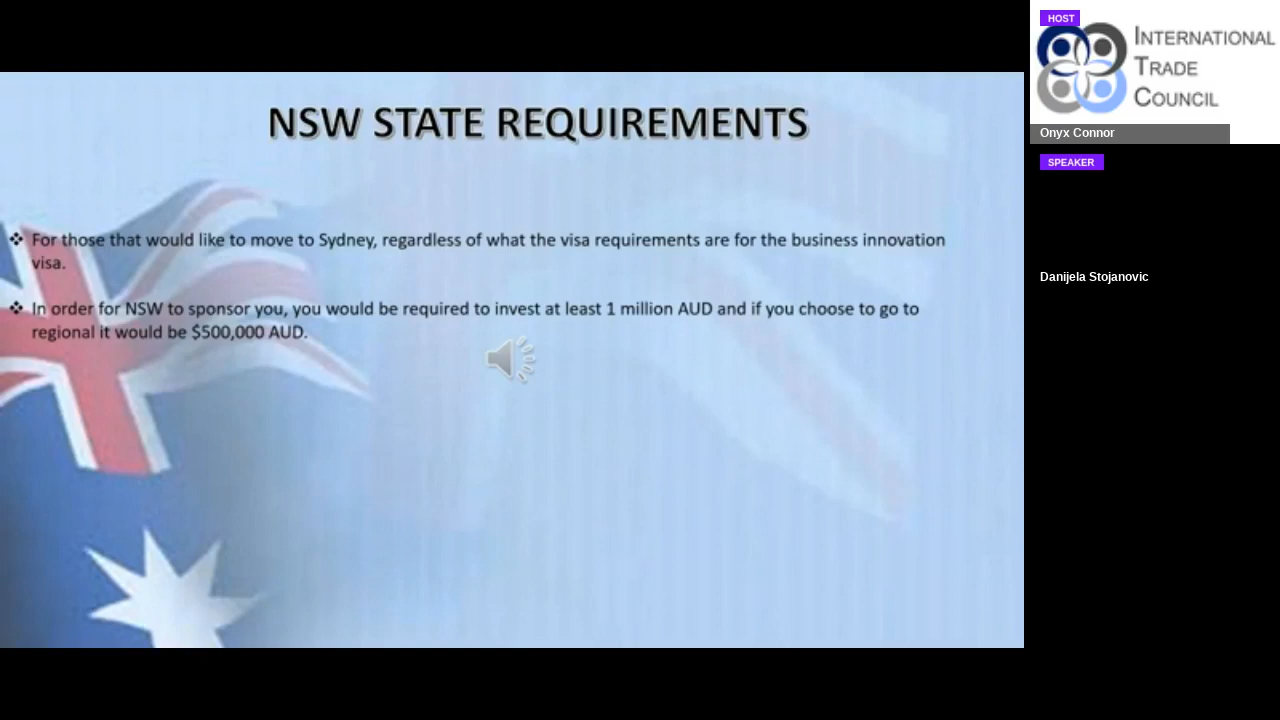 NSW STATE REQUIREMENTS
❖ For those that would like to move to Sydney, regardless of what the visa requirements are for the business innovation
visa.
❖ In order for NSW to sponsor you, you would be required to invest at least 1 million AUD and if you choose to go to
regional it would be $500,000 AUD.
HOST
INTERNATIONAL
TRADE
COUNCIL
Onyx Connor
SPEAKER
Danijela Stojanovic